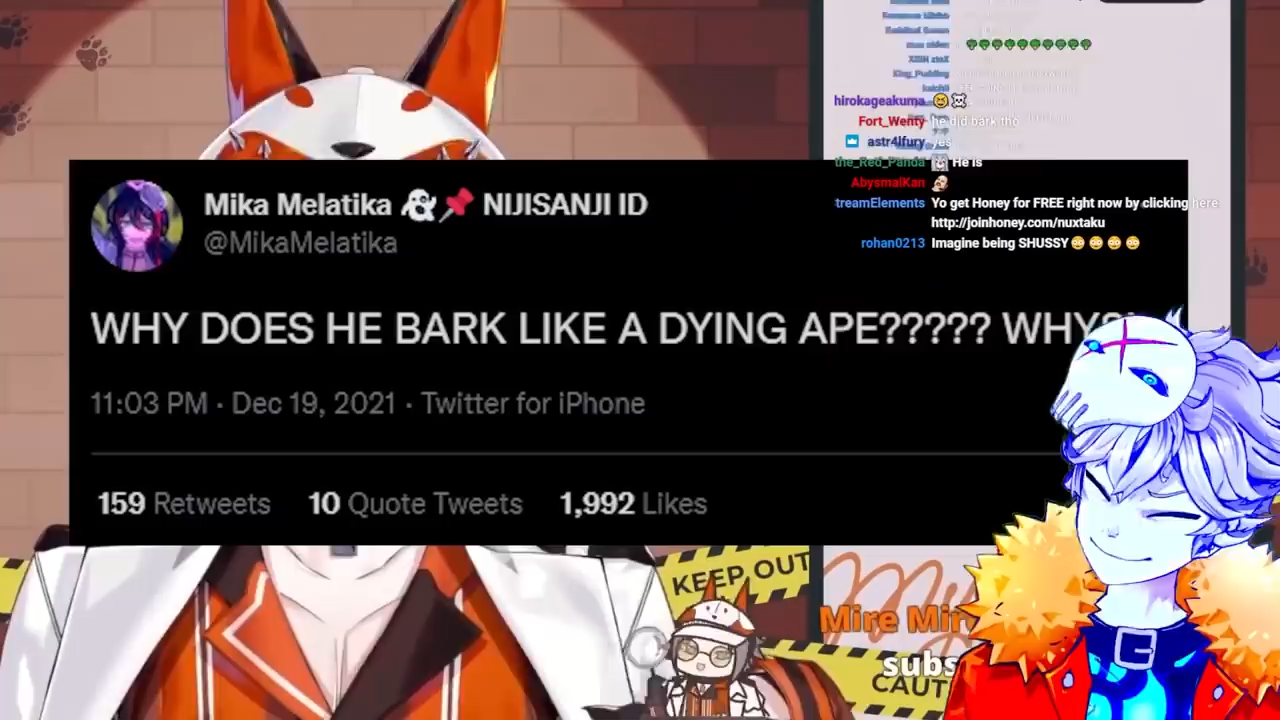 hirokageakuma
Fort_Wenty he did bark tho
astr4lfury yes
the_Red_Panda He is
AbysmalKan
treamElements Yo get Honey for FREE right now by clicking here
http://joinhoney.com/nuxtaku
rohan0213 Imagine being SHUSSY
Mika Melatika NIJISANJI ID
@MikaMelatika
WHY DOES HE BARK LIKE A DYING APE????? WHY?
11:03 PM · Dec 19, 2021 · Twitter for iPhone
159 Retweets 10 Quote Tweets 1,992 Likes
KEEP OUT
Mire Mir
subs
CAUT